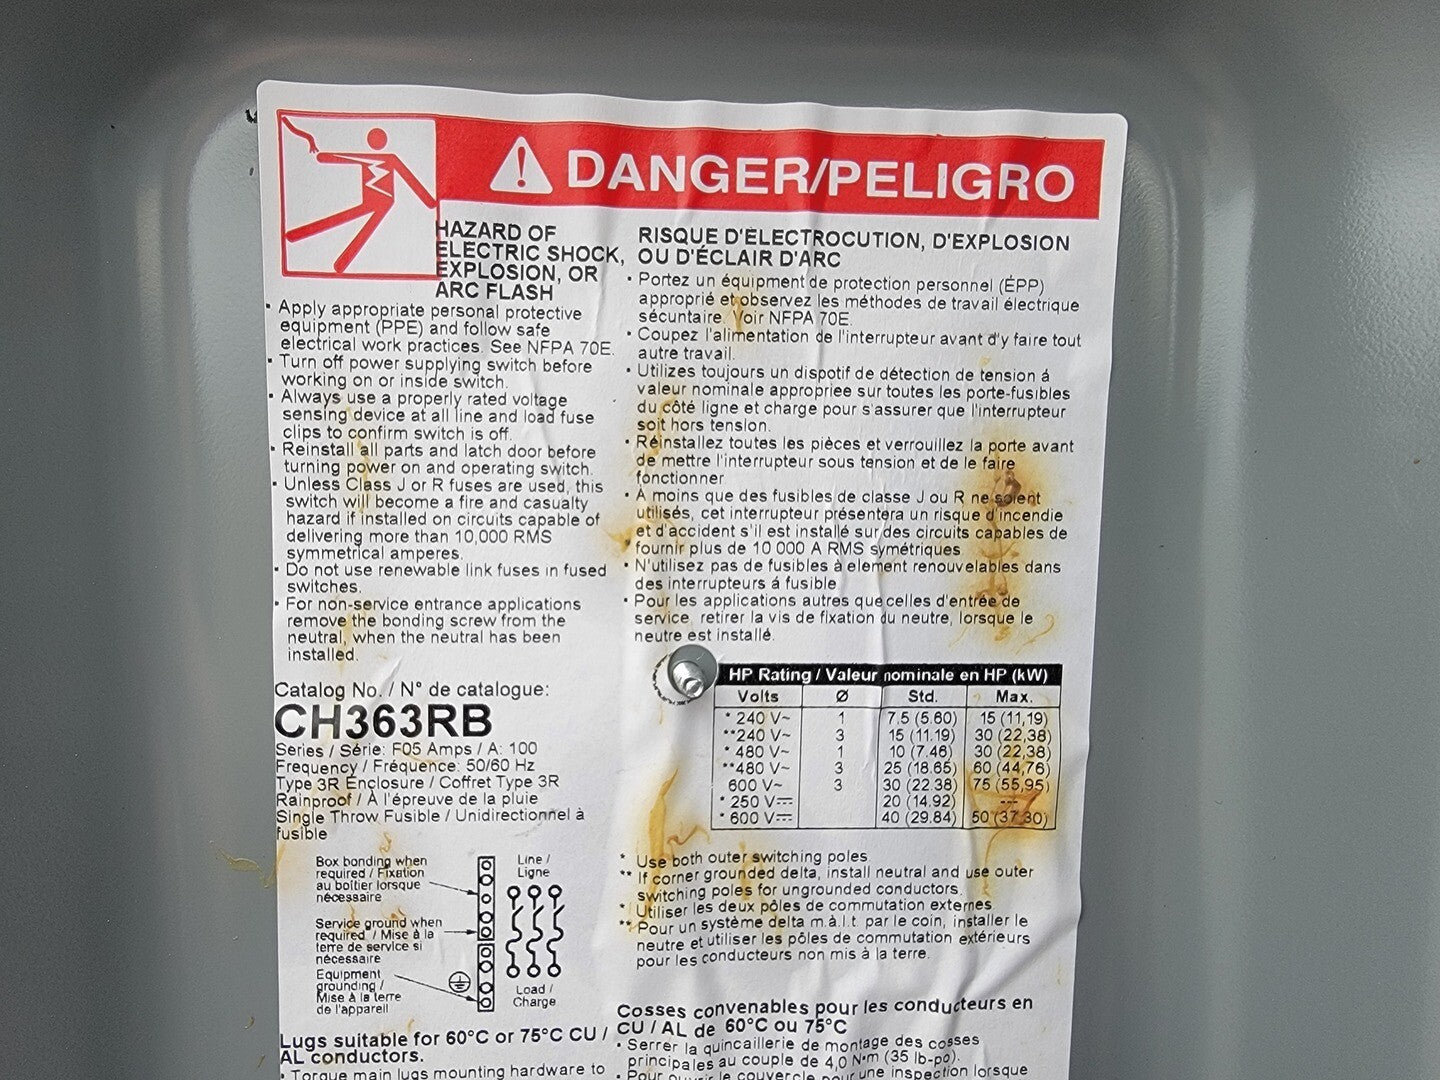 DANGER/PELIGRO
HAZARD OF
ELECTRIC SHOCK,
EXPLOSION, OR
ARC FLASH
• Apply appropriate personal protective
equipment (PPE) and follow safe
electrical work practices. See NFPA 70E.
• Turn off power supplying switch before
working on or inside switch.
• Always use a properly rated voltage
sensing device at all line and load fuse
clips to confirm switch is off.
• Reinstall all parts and latch door before
turning power on and operating switch.
• Unless Class J or R fuses are used, this
switch will become a fire and casualty
hazard if installed on circuits capable of
delivering more than 10,000 RMS
symmetrical amperes.
• Do not use renewable link fuses in fused
switches.
• For non-service entrance applications
remove the bonding screw from the
neutral, when the neutral has been
installed.
RISQUE D'ÉLECTROCUTION, D'EXPLOSION
OU D'ÉCLAIR D'ARC
• Portez un équipment de protection personnel (ÉPP)
approprié et observez les méthodes de travail électrique
sécuntaire. Voir NFPA 70E.
• Coupez l'alimentation de l'interrupteur avant d'y faire tout
autre travail.
• Utilizes toujours un dispotif de détection de tension á
valeur nominale appropriee sur toutes les porte-fusibles
du côté ligne et charge pour s'assurer que l'interrupteur
soit hors tension.
• Réinstallez toutes les pièces et verrouillez la porte avant
de mettre l'interrupteur sous tension et de le faire
fonctionner
• À moins que des fusibles de classe J ou R ne soient
utilisés, cet interrupteur présentera un risque d'incendie
et d'accident s'il est installé sur des circuits capables de
fournir plus de 10 000 A RMS symétriques
• N'utilisez pas de fusibles à element renouvelables dans
des interrupteurs á fusible
• Pour les applications autres que celles d'entrée de
service, retirer la vis de fixation du neutre, lorsque le
neutre est installé.
Catalog No. / N° de catalogue:
CH363RB
Series / Série: F05 Amps / A: 100
Frequency / Fréquence: 50/60 Hz
Type 3R Enclosure / Coffret Type 3R
Rainproof / À l'épreuve de la pluie
Single Throw Fusible / Unidirectionnel à
fusible
HP Rating / Valeur nominale en HP (kW)
Volts Ø Std. Max.
* 240 V~ 1 7.5 (5.60) 15 (11,19)
**240 V~ 3 15 (11.19) 30 (22,38)
* 480 V~ 1 10 (7.46) 30 (22,38)
**480 V~ 3 25 (18.65) 60 (44,76)
600 V~ 3 30 (22.38) 75 (55,95)
* 250 V⎓ 20 (14.92) ---
* 600 V⎓ 40 (29.84) 50 (37.30)
Box bonding when
required / Fixation
au boîtier lorsque
nécessaire
Service ground when
required / Mise à la
terre de service si
nécessaire
Equipment
grounding /
Mise à la terre
de l'appareil
Line /
Ligne
Load /
Charge
* Use both outer switching poles
** If corner grounded delta, install neutral and use outer
switching poles for ungrounded conductors.
* Utiliser les deux pôles de commutation externes
** Pour un système delta m.à.l.t. par le coin, installer le
neutre et utiliser les pôles de commutation extérieurs
pour les conducteurs non mis à la terre.
Lugs suitable for 60°C or 75°C CU /
AL conductors.
• Torque main lugs mounting hardware to
Cosses convenables pour les conducteurs en
CU / AL de 60°C ou 75°C
• Serrer la quincaillerie de montage des cosses
principales au couple de 4,0 N•m (35 lb-po).
• Pour ouvrir le couvercle pour une inspection lorsque